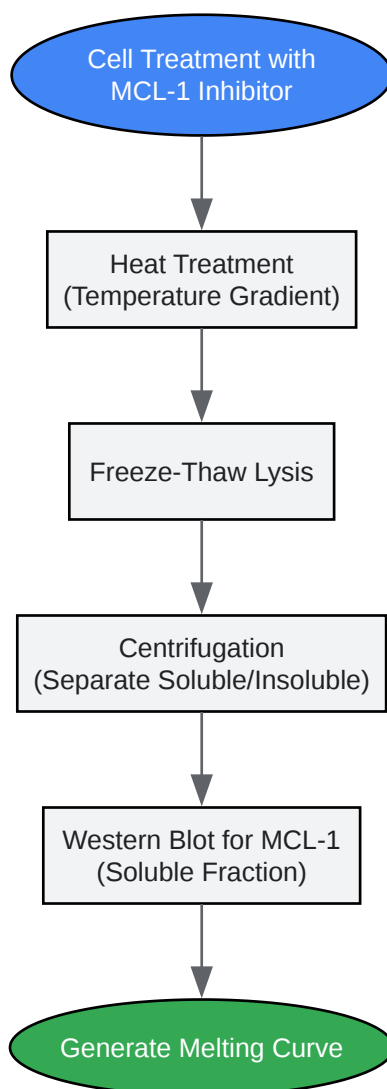 Cell Treatment with
MCL-1 Inhibitor
Heat Treatment
(Temperature Gradient)
Freeze-Thaw Lysis
Centrifugation
(Separate Soluble/Insoluble)
Western Blot for MCL-1
(Soluble Fraction)
Generate Melting Curve